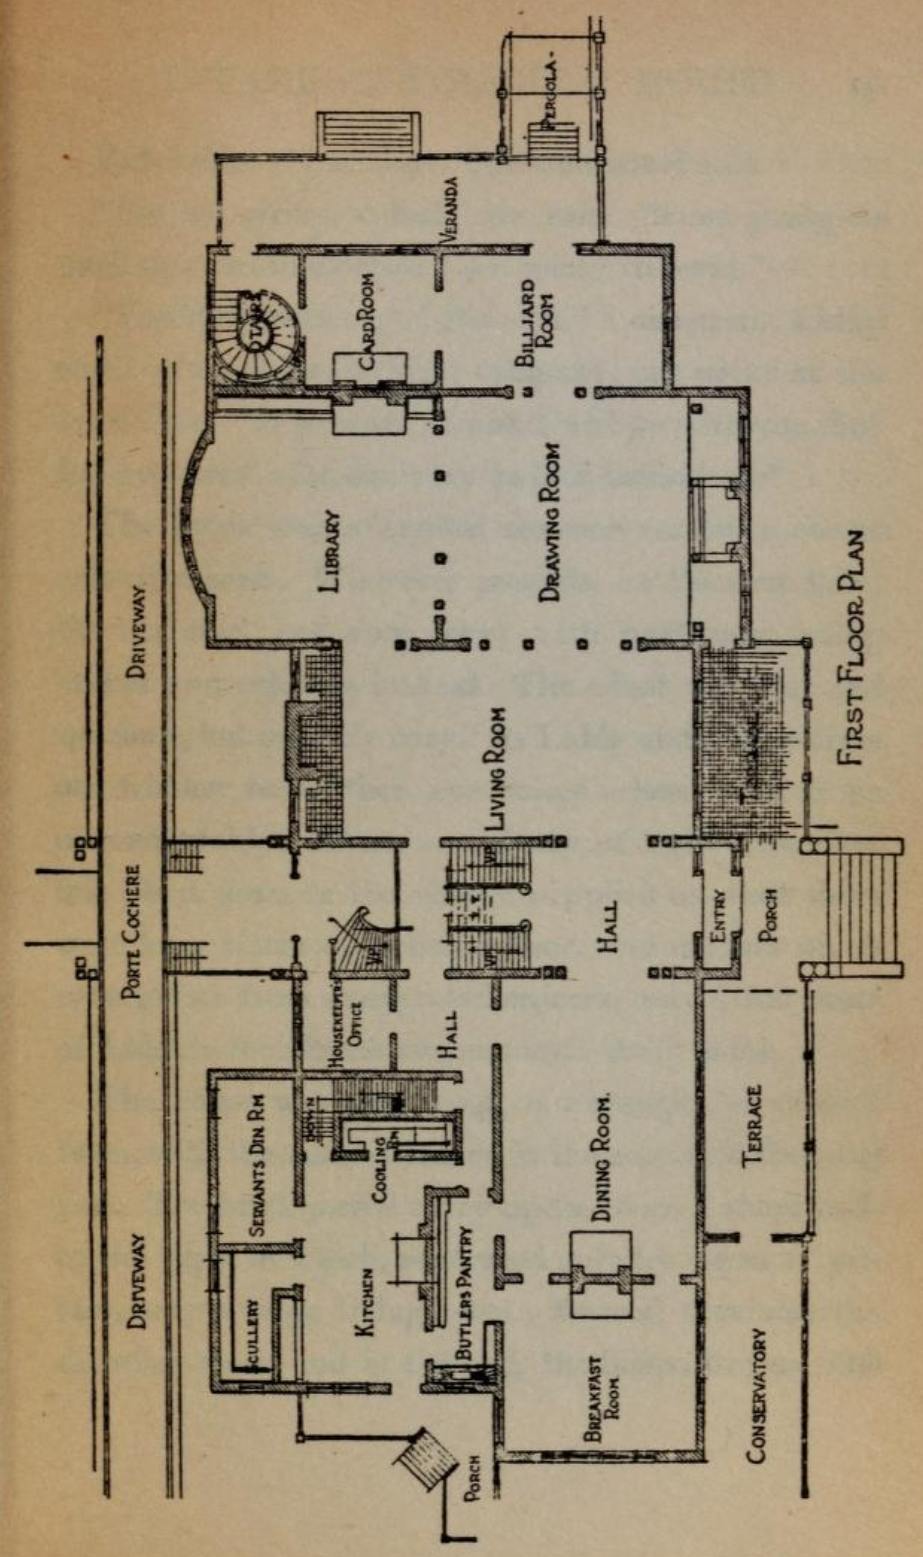 PERGOLA-
VERANDA
STAIRS
CARD ROOM
BILLIARD
ROOM
DRIVEWAY
LIBRARY
DRAWING ROOM
FIRST FLOOR PLAN
LIVING ROOM
TERRACE
PORTE COCHERE
UP
UP
UP
HALL
ENTRY
PORCH
HOUSEKEEPERS
OFFICE
HALL
SERVANTS DIN. RM
DOWN
COOLING
RM
DINING ROOM.
TERRACE
DRIVEWAY
SCULLERY
KITCHEN
BUTLERS PANTRY
BREAKFAST
ROOM
CONSERVATORY
PORCH